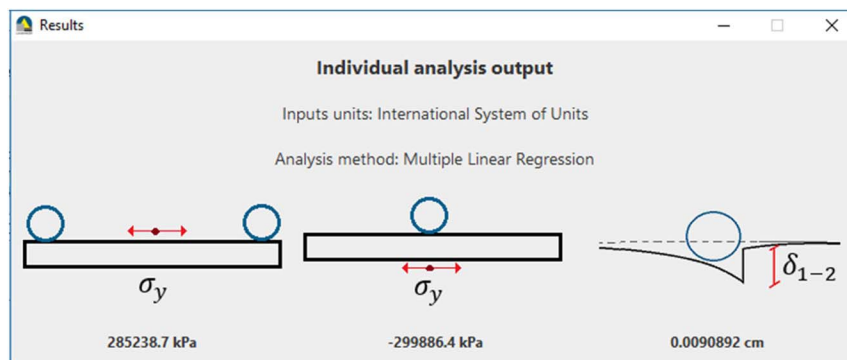 Results
Individual analysis output
Inputs units: International System of Units
Analysis method: Multiple Linear Regression
σy
σy
δ1−2
285238.7 kPa
-299886.4 kPa
0.0090892 cm